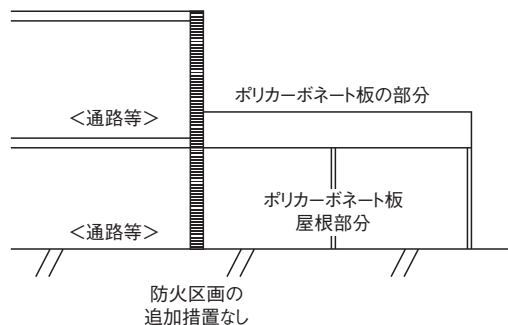 ポリカーボネート板の部分
＜通路等＞
ポリカーボネート板
屋根部分
＜通路等＞
防火区画の
追加措置なし